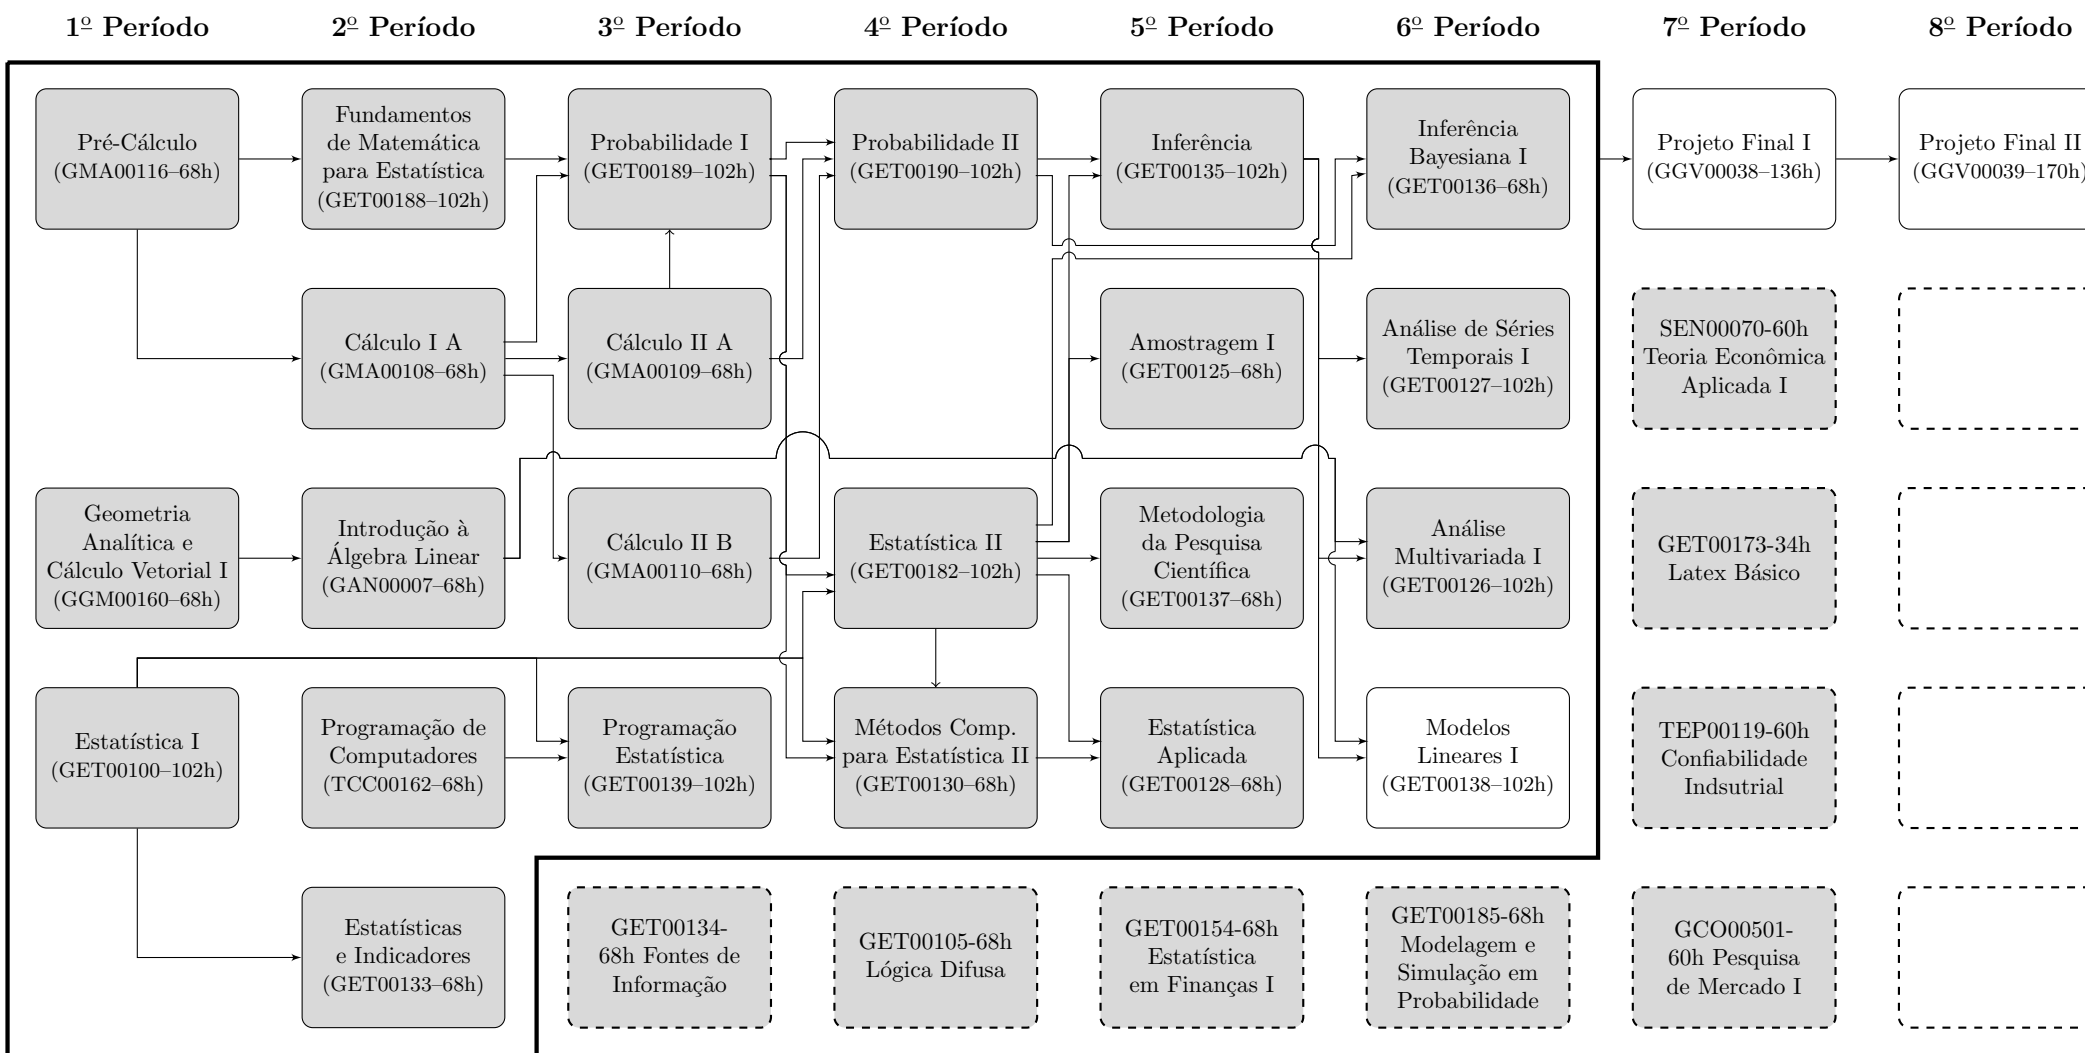 1º Período
2º Período
3º Período
4º Período
5º Período
6º Período
7º Período
8º Período
Pré-Cálculo
(GMA00116–68h)
Fundamentos
de Matemática
para Estatística
(GET00188–102h)
Probabilidade I
(GET00189–102h)
Probabilidade II
(GET00190–102h)
Inferência
(GET00135–102h)
Inferência
Bayesiana I
(GET00136–68h)
Projeto Final I
(GGV00038–136h)
Projeto Final II
(GGV00039–170h)
Cálculo I A
(GMA00108–68h)
Cálculo II A
(GMA00109–68h)
Amostragem I
(GET00125–68h)
Análise de Séries
Temporais I
(GET00127–102h)
SEN00070-60h
Teoria Econômica
Aplicada I
Geometria
Analítica e
Cálculo Vetorial I
(GGM00160–68h)
Introdução à
Álgebra Linear
(GAN00007–68h)
Cálculo II B
(GMA00110–68h)
Estatística II
(GET00182–102h)
Metodologia
da Pesquisa
Científica
(GET00137–68h)
Análise
Multivariada I
(GET00126–102h)
GET00173-34h
Latex Básico
Estatística I
(GET00100–102h)
Programação de
Computadores
(TCC00162–68h)
Programação
Estatística
(GET00139–102h)
Métodos Comp.
para Estatística II
(GET00130–68h)
Estatística
Aplicada
(GET00128–68h)
Modelos
Lineares I
(GET00138–102h)
TEP00119-60h
Confiabilidade
Indsutrial
Estatísticas
e Indicadores
(GET00133–68h)
GET00134-
68h Fontes de
Informação
GET00105-68h
Lógica Difusa
GET00154-68h
Estatística
em Finanças I
GET00185-68h
Modelagem e
Simulação em
Probabilidade
GCO00501-
60h Pesquisa
de Mercado I